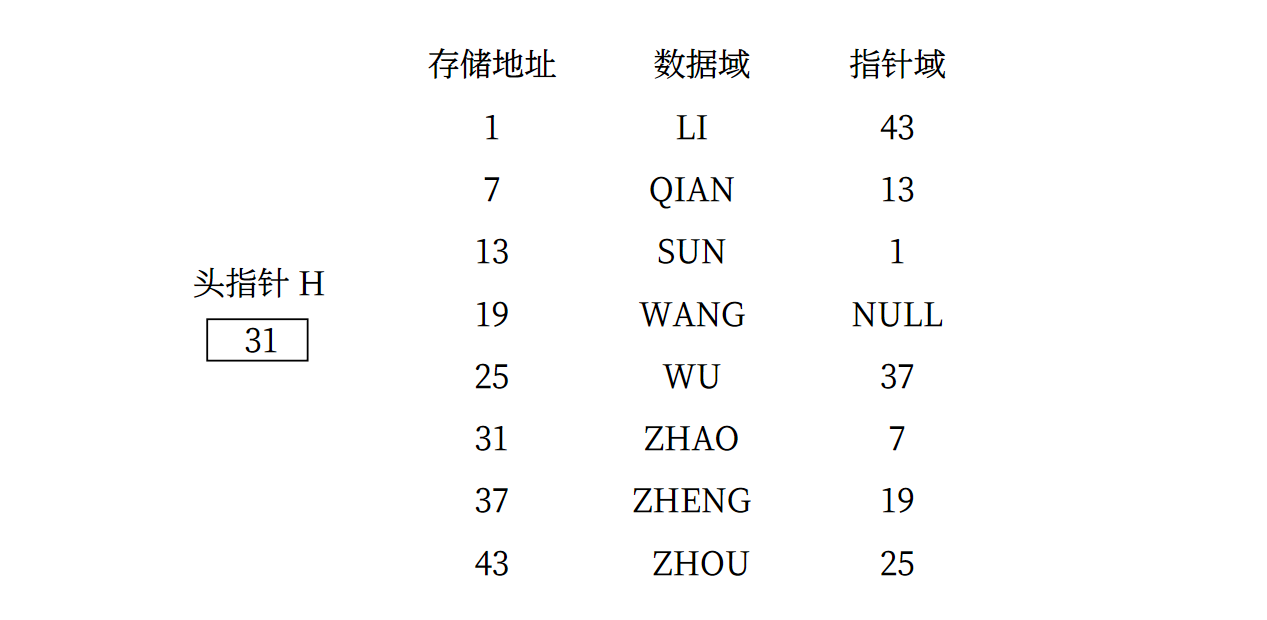 存储地址 数据域 指针域
1 LI 43
7 QIAN 13
13 SUN 1
头指针 H
19 WANG NULL
31
25 WU 37
31 ZHAO 7
37 ZHENG 19
43 ZHOU 25